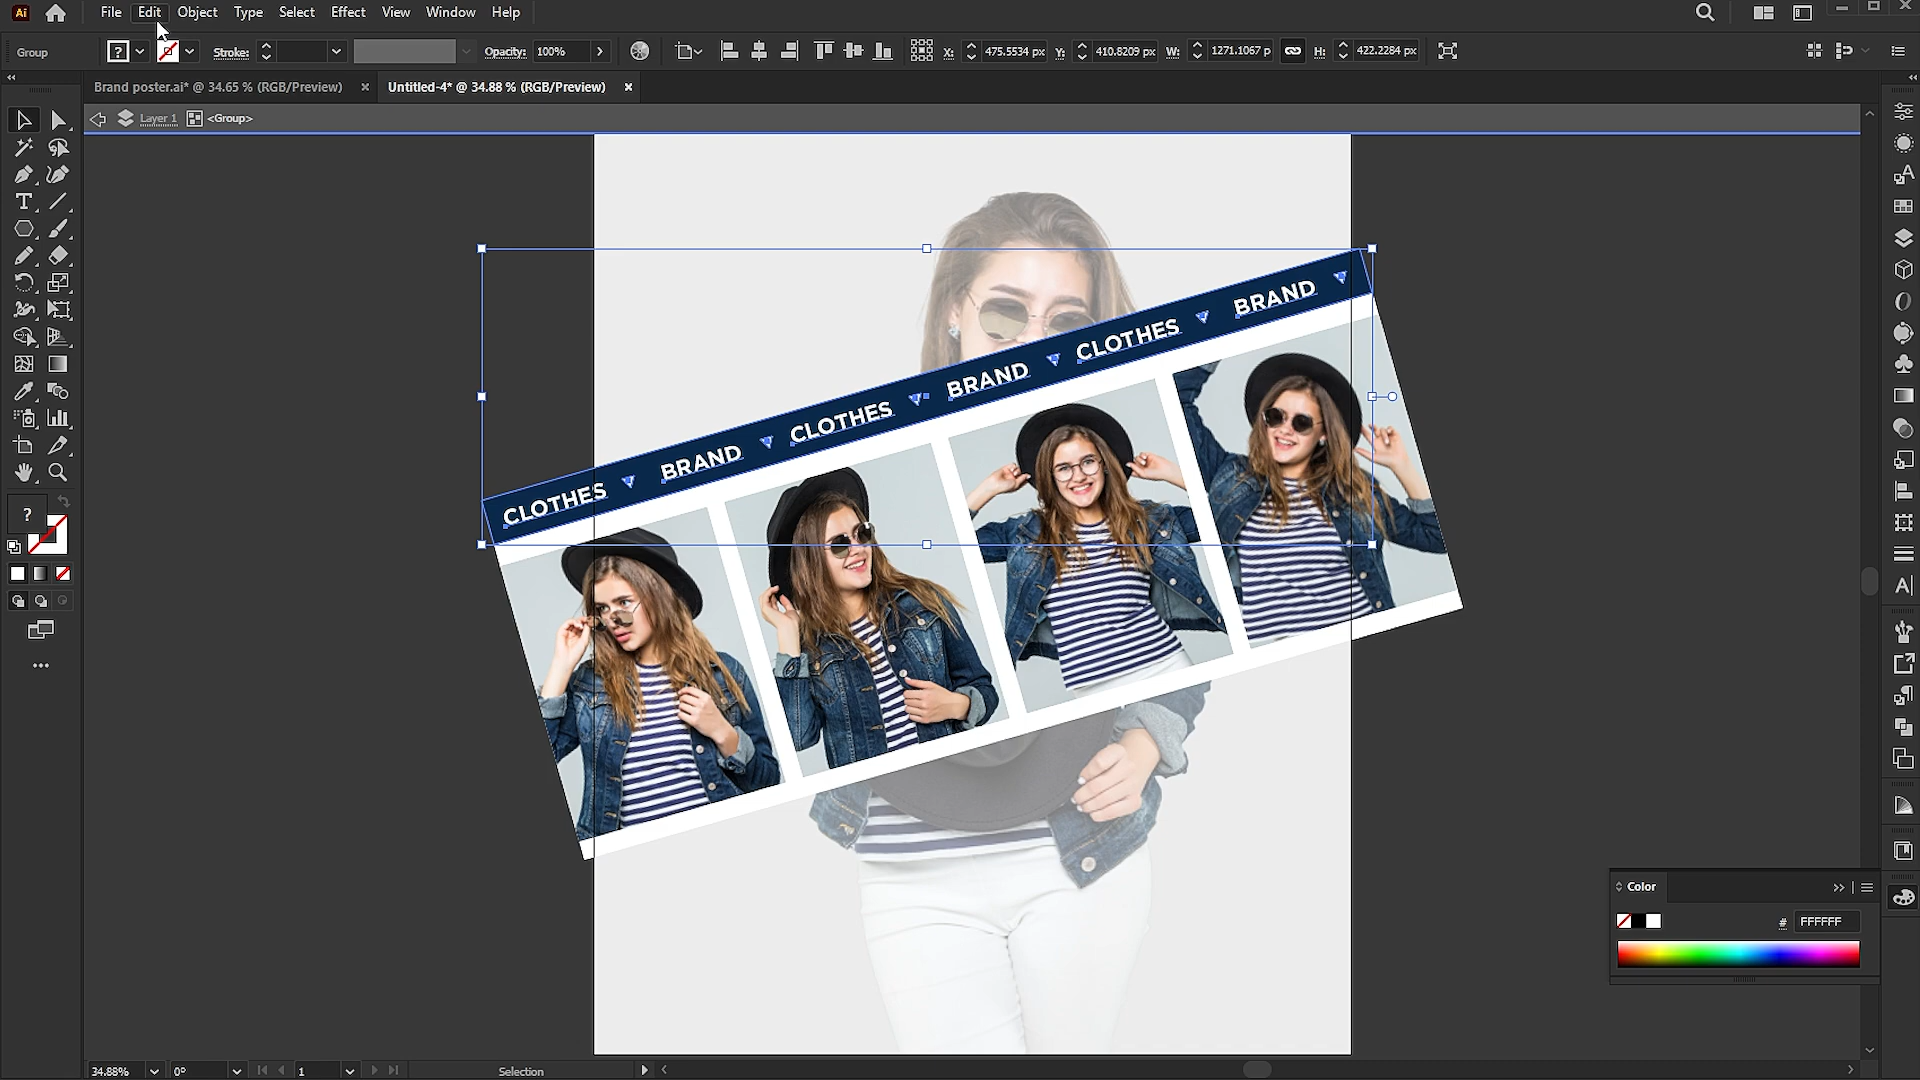 Ai File Edit Object Type Select Effect View Window Help
Group ? Stroke: Opacity: 100% X: 475.5534 px Y: 410.8209 px W: 1271.1067 p H: 422.2284 px
Brand poster.ai* @ 34.65 % (RGB/Preview) × Untitled-4* @ 34.88 % (RGB/Preview) ×
Layer 1 <Group>
CLOTHES BRAND CLOTHES BRAND CLOTHES BRAND
?
Color
# FFFFFF
34.88% 0° 1 Selection